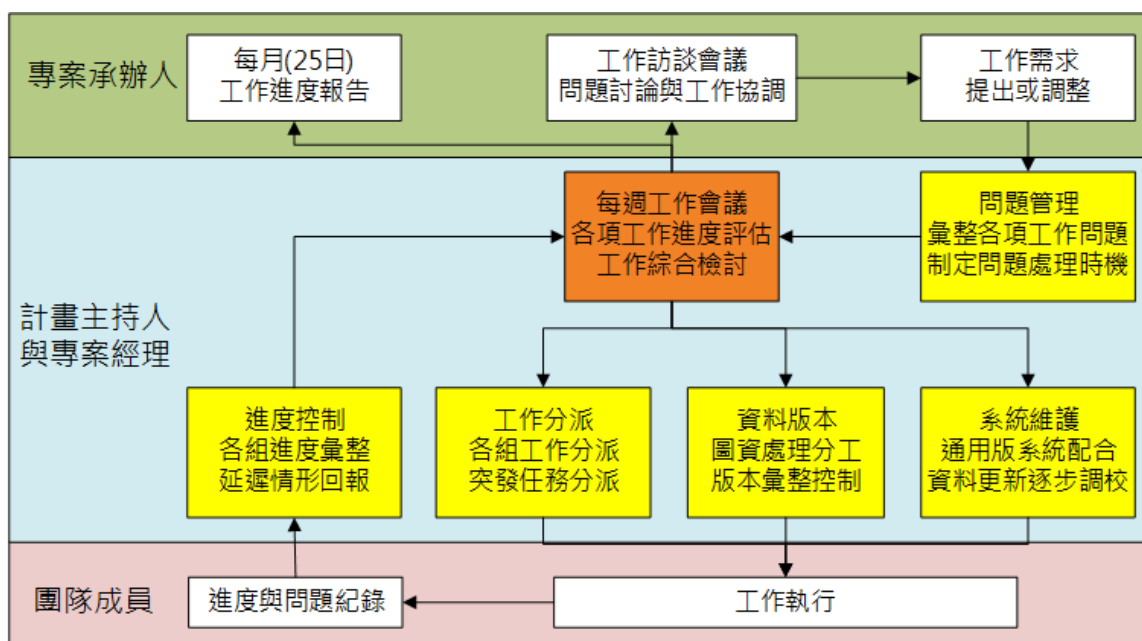 專案承辦人
每月(25日)
工作進度報告
工作訪談會議
問題討論與工作協調
工作需求
提出或調整
計畫主持人
與專案經理
每週工作會議
各項工作進度評估
工作綜合檢討
問題管理
彙整各項工作問題
制定問題處理時機
進度控制
各組進度彙整
延遲情形回報
工作分派
各組工作分派
突發任務分派
資料版本
圖資處理分工
版本彙整控制
系統維護
通用版系統配合
資料更新逐步調校
團隊成員
進度與問題紀錄
工作執行